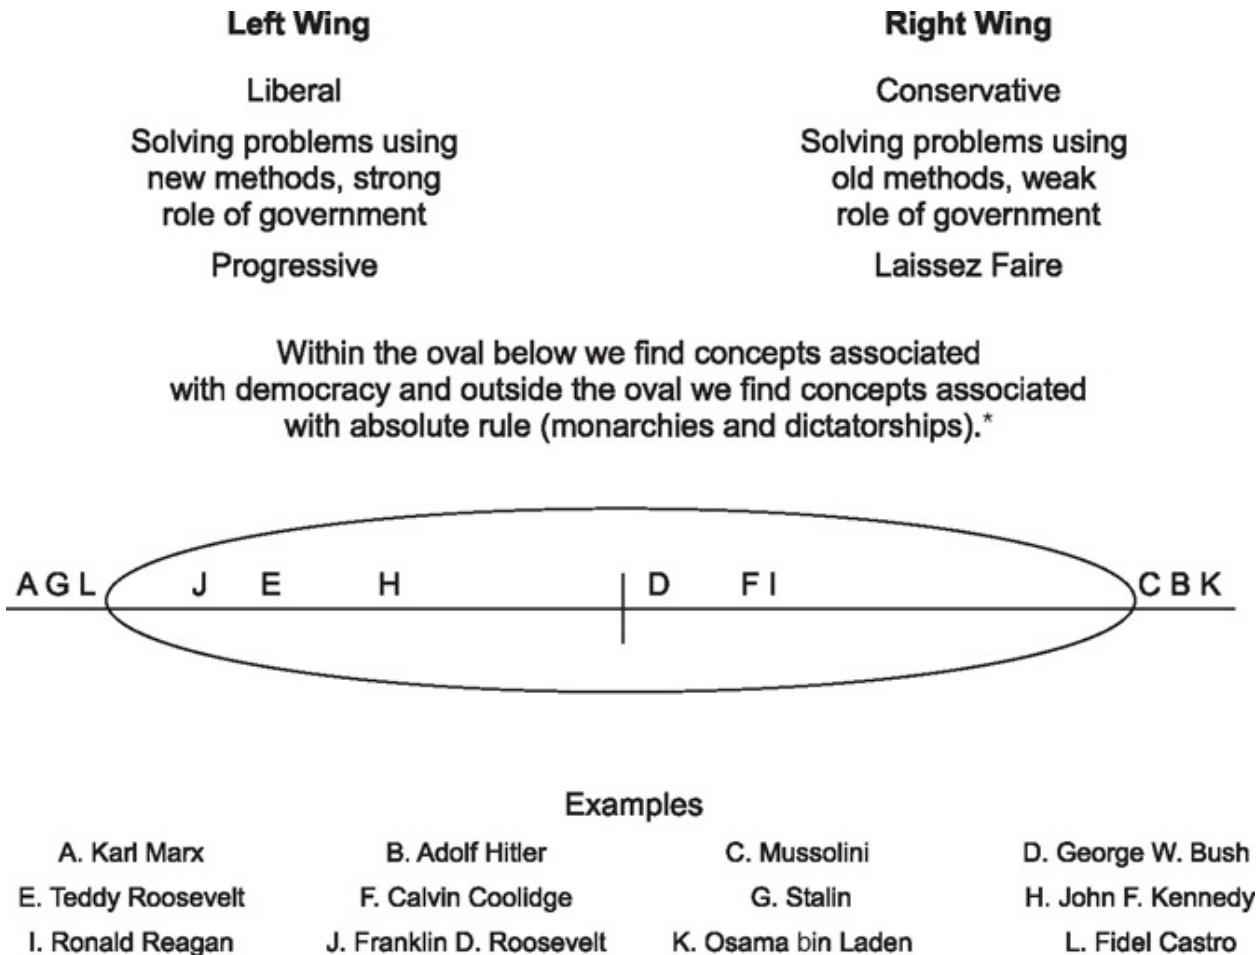 Left Wing
Right Wing
Liberal
Conservative
Solving problems using
new methods, strong
role of government
Solving problems using
old methods, weak
role of government
Progressive
Laissez Faire
Within the oval below we find concepts associated
with democracy and outside the oval we find concepts associated
with absolute rule (monarchies and dictatorships).*
A G L J E H D F I C B K
Examples
A. Karl Marx B. Adolf Hitler C. Mussolini D. George W. Bush
E. Teddy Roosevelt F. Calvin Coolidge G. Stalin H. John F. Kennedy
I. Ronald Reagan J. Franklin D. Roosevelt K. Osama bin Laden L. Fidel Castro